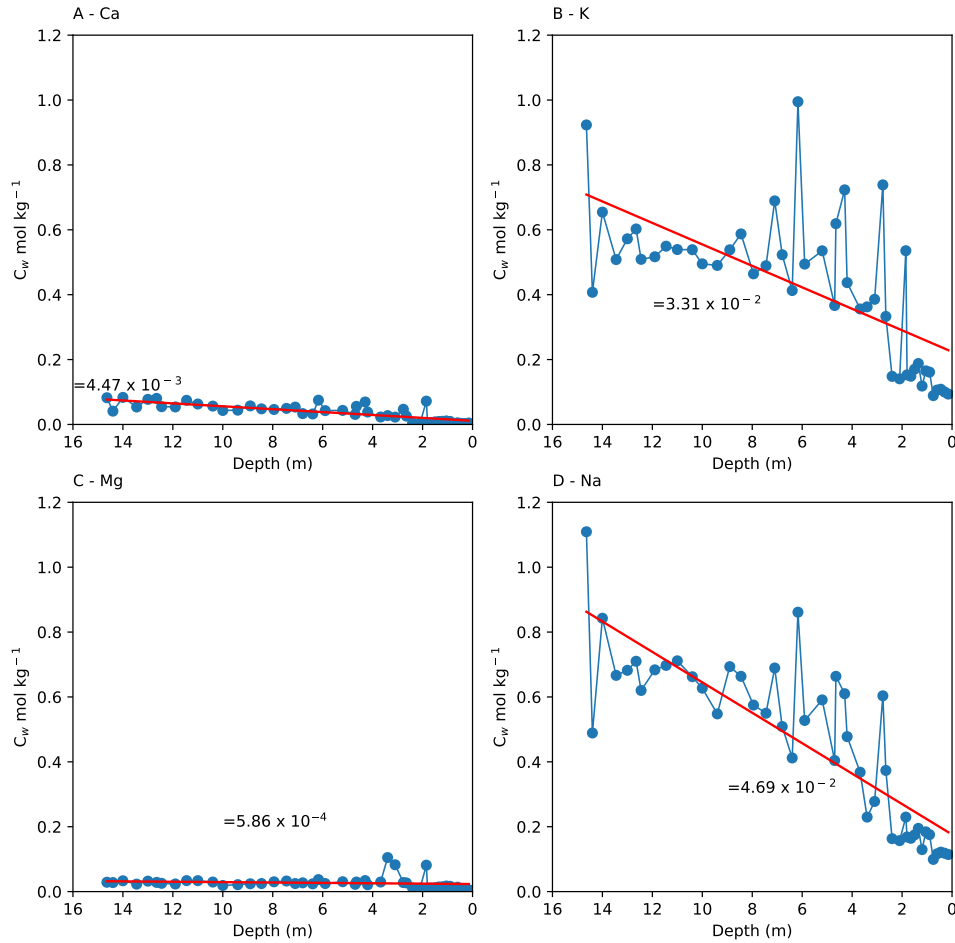 A - Ca
1.2
1.0
0.8
0.6
0.4
0.2
0.0
C_w mol kg⁻¹
=4.47 x 10⁻³
16 14 12 10 8 6 4 2 0
Depth (m)
B - K
1.2
1.0
0.8
0.6
0.4
0.2
0.0
C_w mol kg⁻¹
=3.31 x 10⁻²
16 14 12 10 8 6 4 2 0
Depth (m)
C - Mg
1.2
1.0
0.8
0.6
0.4
0.2
0.0
C_w mol kg⁻¹
=5.86 x 10⁻⁴
16 14 12 10 8 6 4 2 0
Depth (m)
D - Na
1.2
1.0
0.8
0.6
0.4
0.2
0.0
C_w mol kg⁻¹
=4.69 x 10⁻²
16 14 12 10 8 6 4 2 0
Depth (m)